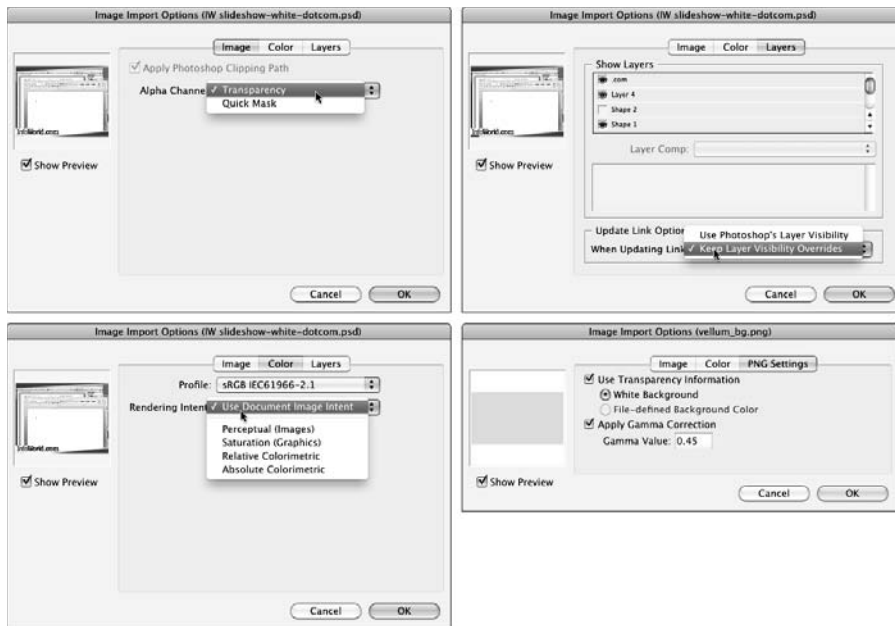 Image Import Options (IW slideshow-white-dotcom.psd)
Image Color Layers
Apply Photoshop Clipping Path
Alpha Channe
✓ Transparency
Quick Mask
InfoWorld
Show Preview
Cancel OK
Image Import Options (IW slideshow-white-dotcom.psd)
Image Color Layers
Show Layers
.com
Layer 4
Shape 2
Shape 1
Layer Comp:
InfoWorld
Show Preview
Update Link Option
Use Photoshop's Layer Visibility
When Updating Link
✓ Keep Layer Visibility Overrides
Cancel OK
Image Import Options (IW slideshow-white-dotcom.psd)
Image Color Layers
Profile: sRGB IEC61966-2.1
Rendering Intent
✓ Use Document Image Intent
Perceptual (Images)
Saturation (Graphics)
Relative Colorimetric
Absolute Colorimetric
InfoWorld
Show Preview
Cancel OK
Image Import Options (vellum_bg.png)
Image Color PNG Settings
Use Transparency Information
White Background
File-defined Background Color
Apply Gamma Correction
Gamma Value: 0.45
Show Preview
Cancel OK